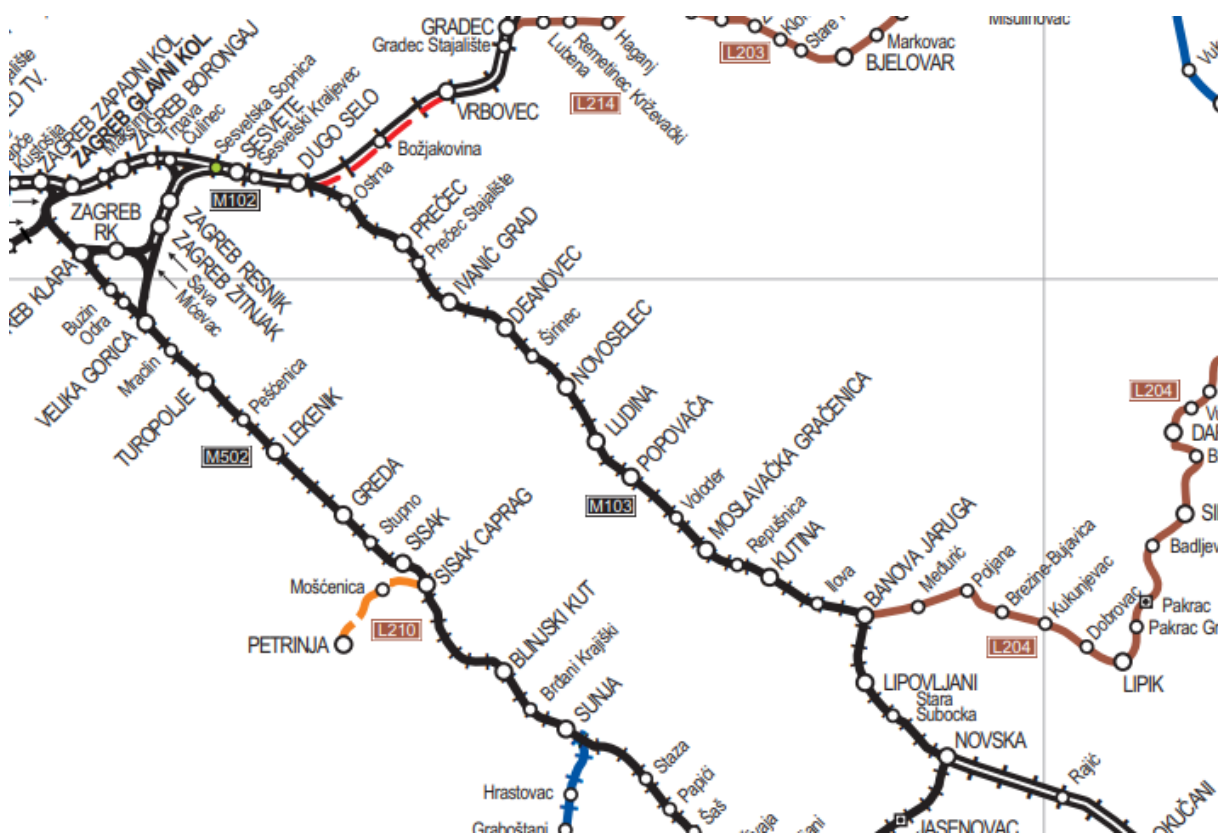 GRADEC
Gradec Stajalište
Lubena
Remetinec Križevački
Haganj
L203
L214
Markovac
BJELOVAR
Kustošija
ZAGREB ZAPADNI KOL.
ZAGREB GLAVNI KOL.
ZAGREB BORONGAJ
Trnava
Čulinec
Sesvetska Sopnica
SESVETE
Sesvetski Kraljevec
DUGO SELO
VRBOVEC
Božjakovina
Ostrna
M102
ZAGREB
RK
ZAGREB RESNIK
ZAGREB ŽITNJAK
Sava
Mićevac
PREČEC
Prečec Stajalište
IVANIĆ GRAD
DEANOVEC
Širinec
NOVOSELEC
LUDINA
POPOVAČA
M103
Voloder
MOSLAVAČKA GRAČENICA
Repušnica
KUTINA
Ilova
BANOVA JARUGA
Međurić
Poljana
Brezine-Bujavica
Kukunjevac
Dobrovac
L204
LIPIK
Pakrac
L204
Buzin
Odra
VELIKA GORICA
Mraclin
TUROPOLJE
Pešćenica
LEKENIK
M502
GREDA
Stupno
SISAK
SISAK CAPRAG
Mošćenica
PETRINJA
L210
BLINJSKI KUT
Brđani Krajiški
SUNJA
Hrastovac
Graboštani
Staza
Papići
Šaš
LIPOVLJANI
Stara
Subocka
NOVSKA
Rajić
JASENOVAC